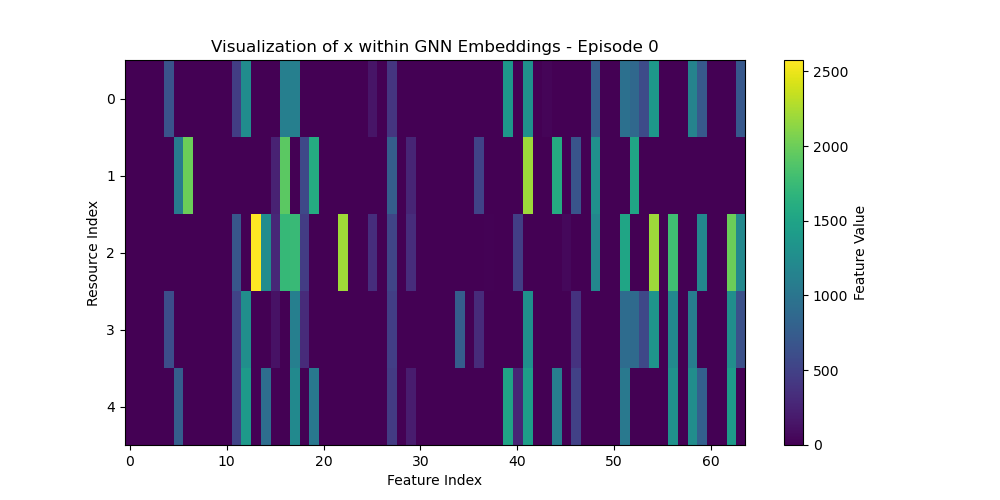 Visualization of x within GNN Embeddings - Episode 0
Resource Index
0
1
2
3
4
0 10 20 30 40 50 60
Feature Index
2500
2000
1500
1000
500
0
Feature Value